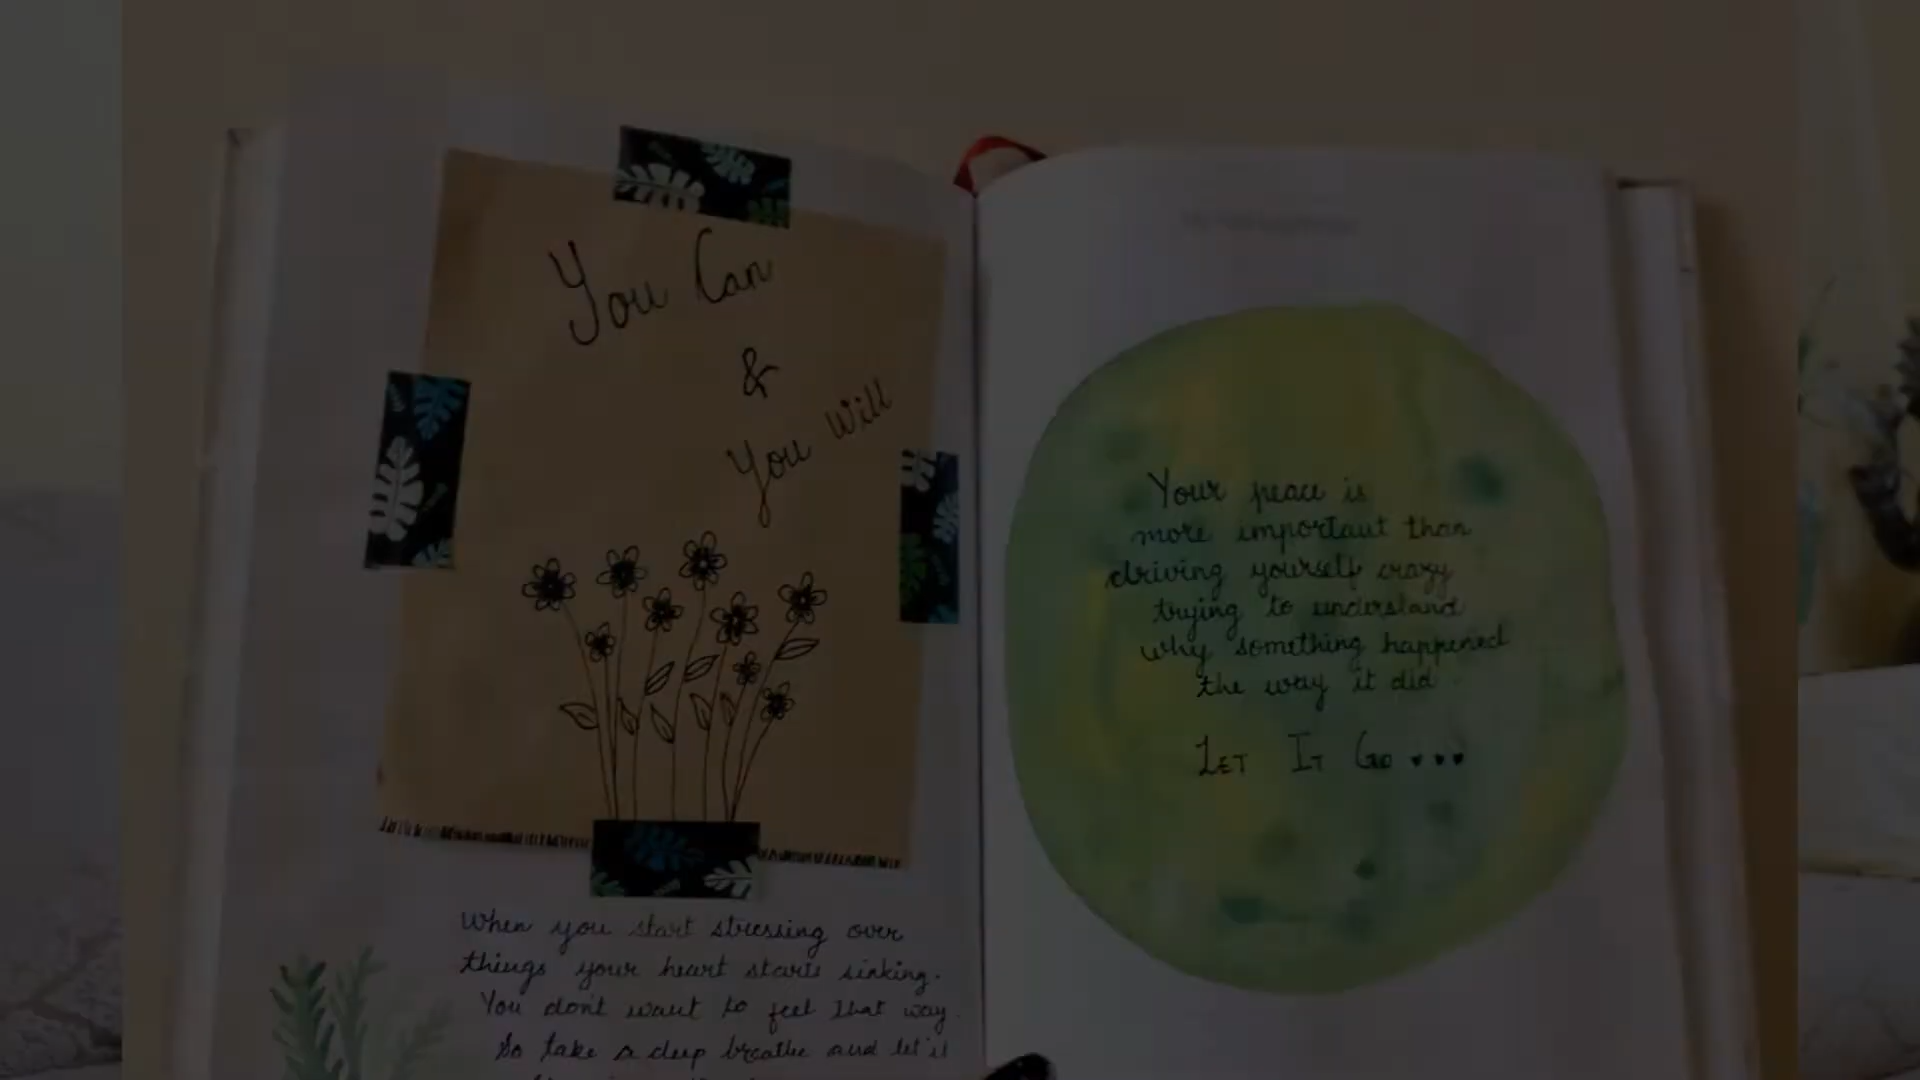 You Can
&
You Will
When you start stressing over
things your heart starts sinking.
You don't want to feel that way.
So take a deep breathe and let it
Your peace is
more important than
driving yourself crazy
trying to understand
why something happened
the way it did.
LET IT GO